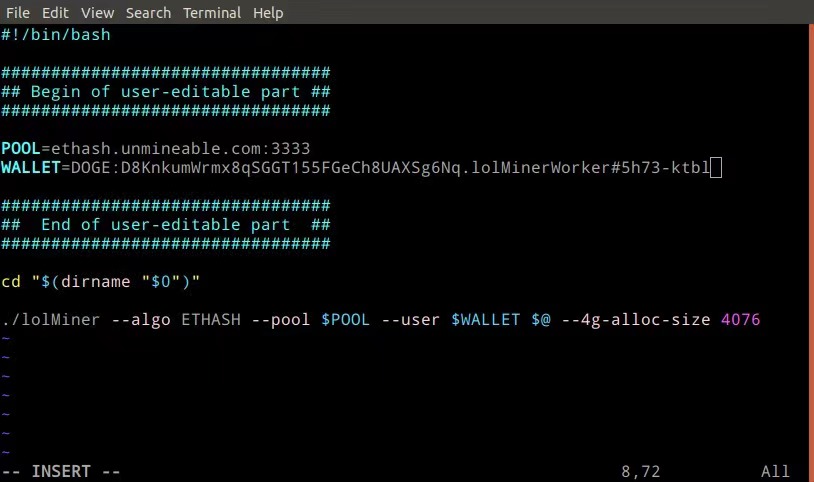 File Edit View Search Terminal Help
#!/bin/bash
#################################
## Begin of user-editable part ##
#################################
POOL=ethash.unmineable.com:3333
WALLET=DOGE:D8KnkumWrmx8qSGGT155FGeCh8UAXSg6Nq.lolMinerWorker#5h73-ktbl
#################################
##  End of user-editable part  ##
#################################
cd "$(dirname "$0")"
./lolMiner --algo ETHASH --pool $POOL --user $WALLET $@ --4g-alloc-size 4076
~
~
~
~
~
~
~
-- INSERT -- 8,72 All